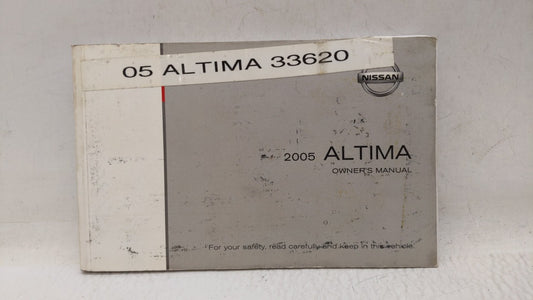 05 ALTIMA 33620
NISSAN
2005 ALTIMA
OWNER'S MANUAL
For your safety, read carefully and keep in this vehicle.